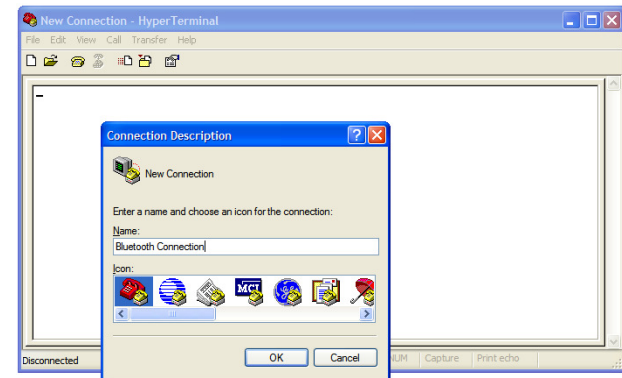 New Connection - HyperTerminal
File Edit View Call Transfer Help
Connection Description
New Connection
Enter a name and choose an icon for the connection:
Name:
Bluetooth Connection
Icon:
MCI
OK Cancel
Disconnected NUM Capture Print echo